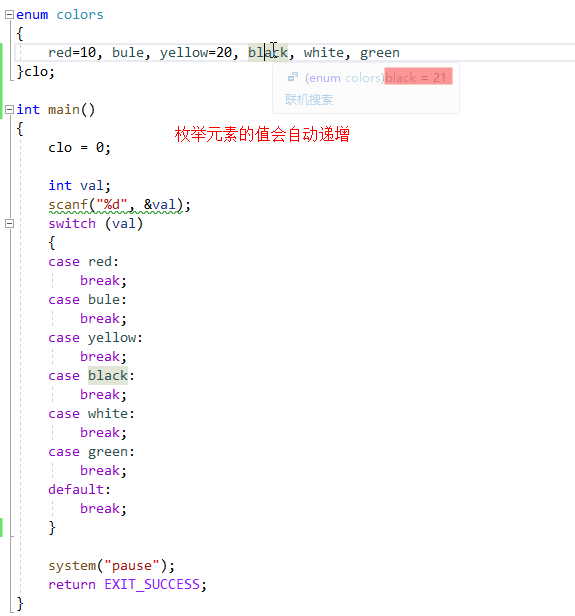 enum colors
{
red=10, bule, yellow=20, black, white, green
(enum colors)black = 21
}clo;
联机搜索
int main()
{
枚举元素的值会自动递增
clo = 0;
int val;
scanf("%d", &val);
switch (val)
{
case red:
break;
case bule:
break;
case yellow:
break;
case black:
break;
case white:
break;
case green:
break;
default:
break;
}
system("pause");
return EXIT_SUCCESS;
}